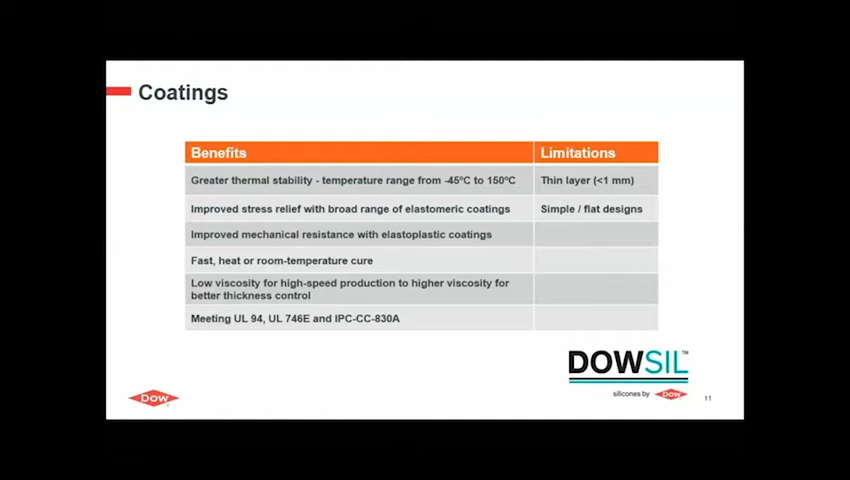 Coatings
Benefits
Limitations
Greater thermal stability - temperature range from -45ºC to 150ºC
Thin layer (<1 mm)
Improved stress relief with broad range of elastomeric coatings
Simple / flat designs
Improved mechanical resistance with elastoplastic coatings
Fast, heat or room-temperature cure
Low viscosity for high-speed production to higher viscosity for
better thickness control
Meeting UL 94, UL 746E and IPC-CC-830A
DOWSIL™
silicones by Dow
Dow
11